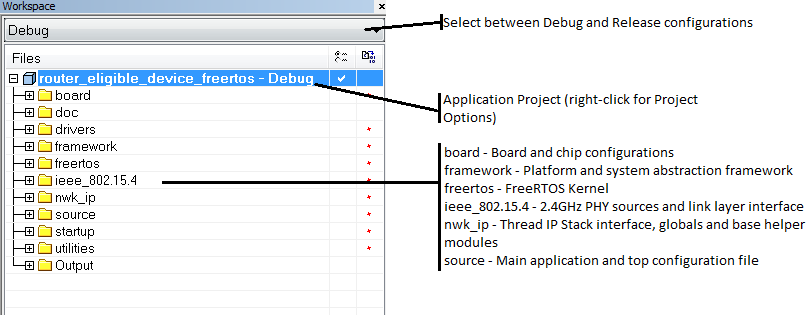 Workspace
Debug
Files
router_eligible_device_freertos - Debug
board
doc
drivers
framework
freertos
ieee_802.15.4
nwk_ip
source
startup
utilities
Output
Select between Debug and Release configurations
Application Project (right-click for Project
Options)
board - Board and chip configurations
framework - Platform and system abstraction framework
freertos - FreeRTOS Kernel
ieee_802.15.4 - 2.4GHz PHY sources and link layer interface
nwk_ip - Thread IP Stack interface, globals and base helper
modules
source - Main application and top configuration file